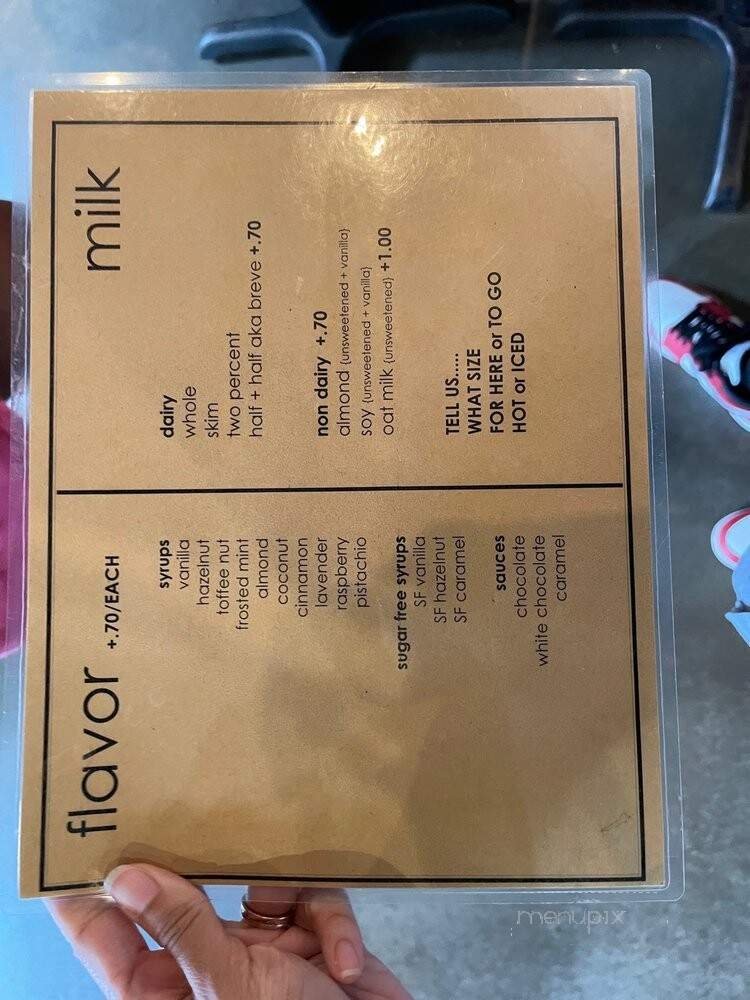 flavor +.70/EACH
syrups
vanilla
hazelnut
toffee nut
frosted mint
almond
coconut
cinnamon
lavender
raspberry
pistachio
sugar free syrups
SF vanilla
SF hazelnut
SF caramel
sauces
chocolate
white chocolate
caramel
milk
dairy
whole
skim
two percent
half + half aka breve +.70
non dairy +.70
almond {unsweetened + vanilla}
soy {unsweetened + vanilla}
oat milk {unsweetened} +1.00
TELL US......
WHAT SIZE
FOR HERE or TO GO
HOT or ICED
menupix